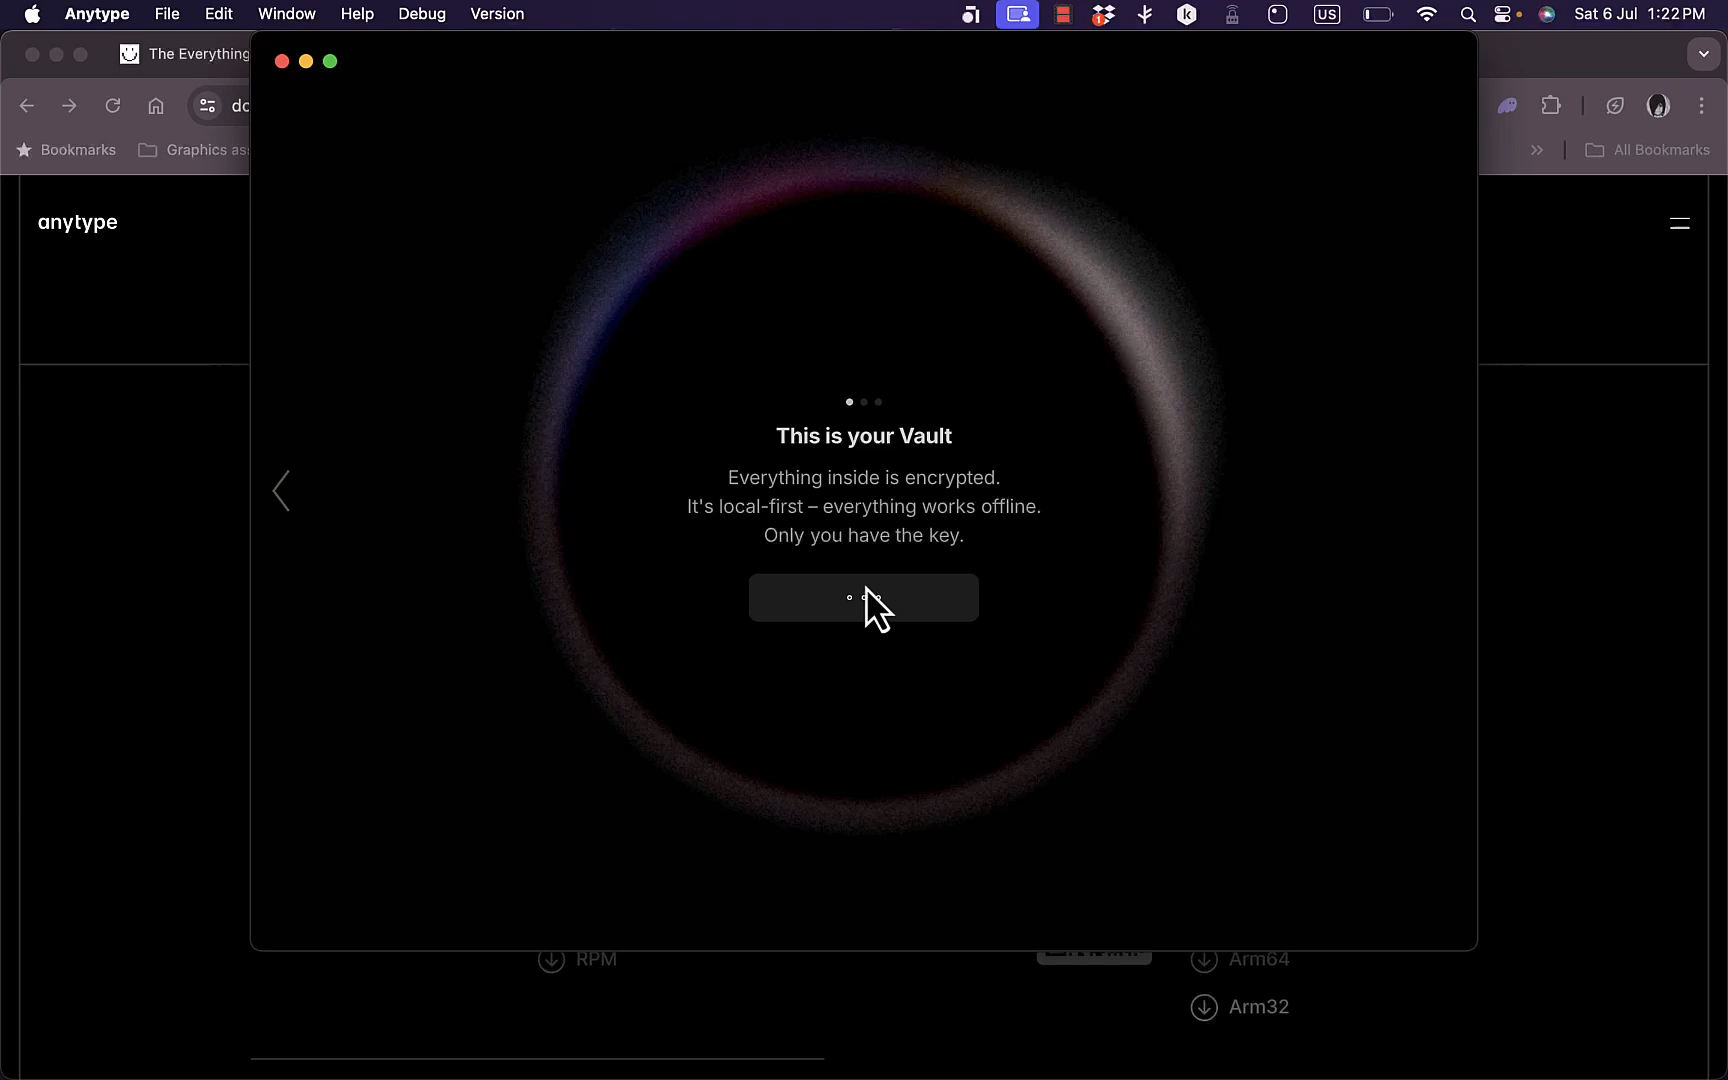 Anytype File Edit Window Help Debug Version
US Sat 6 Jul 1:22 PM
The Everything
Bookmarks
All Bookmarks
anytype
This is your Vault
Everything inside is encrypted.
It's local-first – everything works offline.
Only you have the key.
RPM
Arm64
Arm32